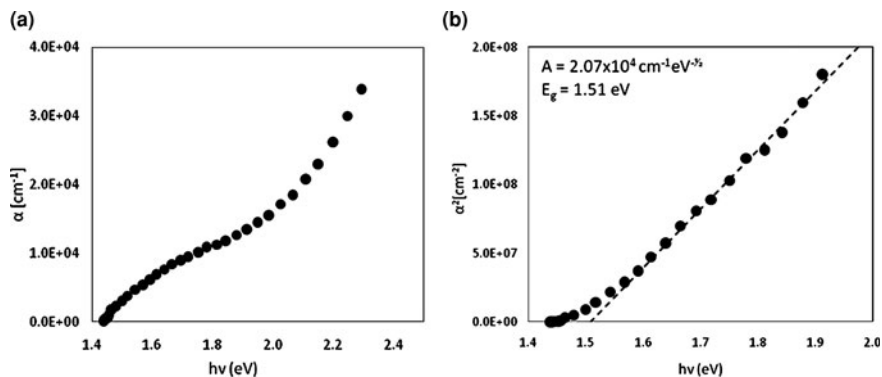 (a)
4.0E+04
3.0E+04
2.0E+04
1.0E+04
0.0E+00
α [cm⁻¹]
1.4 1.6 1.8 2.0 2.2 2.4
hν (eV)
(b)
A = 2.07x10⁴ cm⁻¹eV⁻½
E_g = 1.51 eV
2.0E+08
1.5E+08
1.0E+08
5.0E+07
0.0E+00
α²[cm⁻²]
1.4 1.5 1.6 1.7 1.8 1.9 2.0
hν (eV)